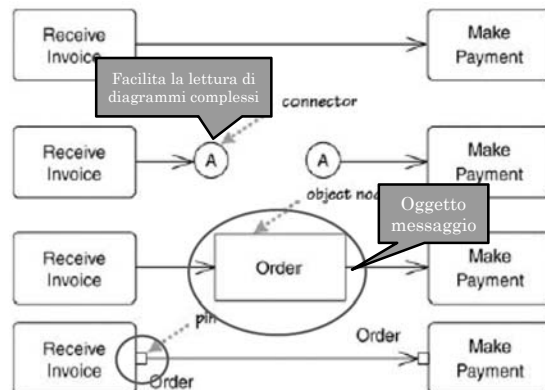 Receive
Invoice
Make
Payment
Facilita la lettura di
diagrammi complessi
connector
Receive
Invoice
A
A
Make
Payment
object
Oggetto
messaggio
Receive
Invoice
Order
Make
Payment
pin
Order
Receive
Invoice
Order
Make
Payment